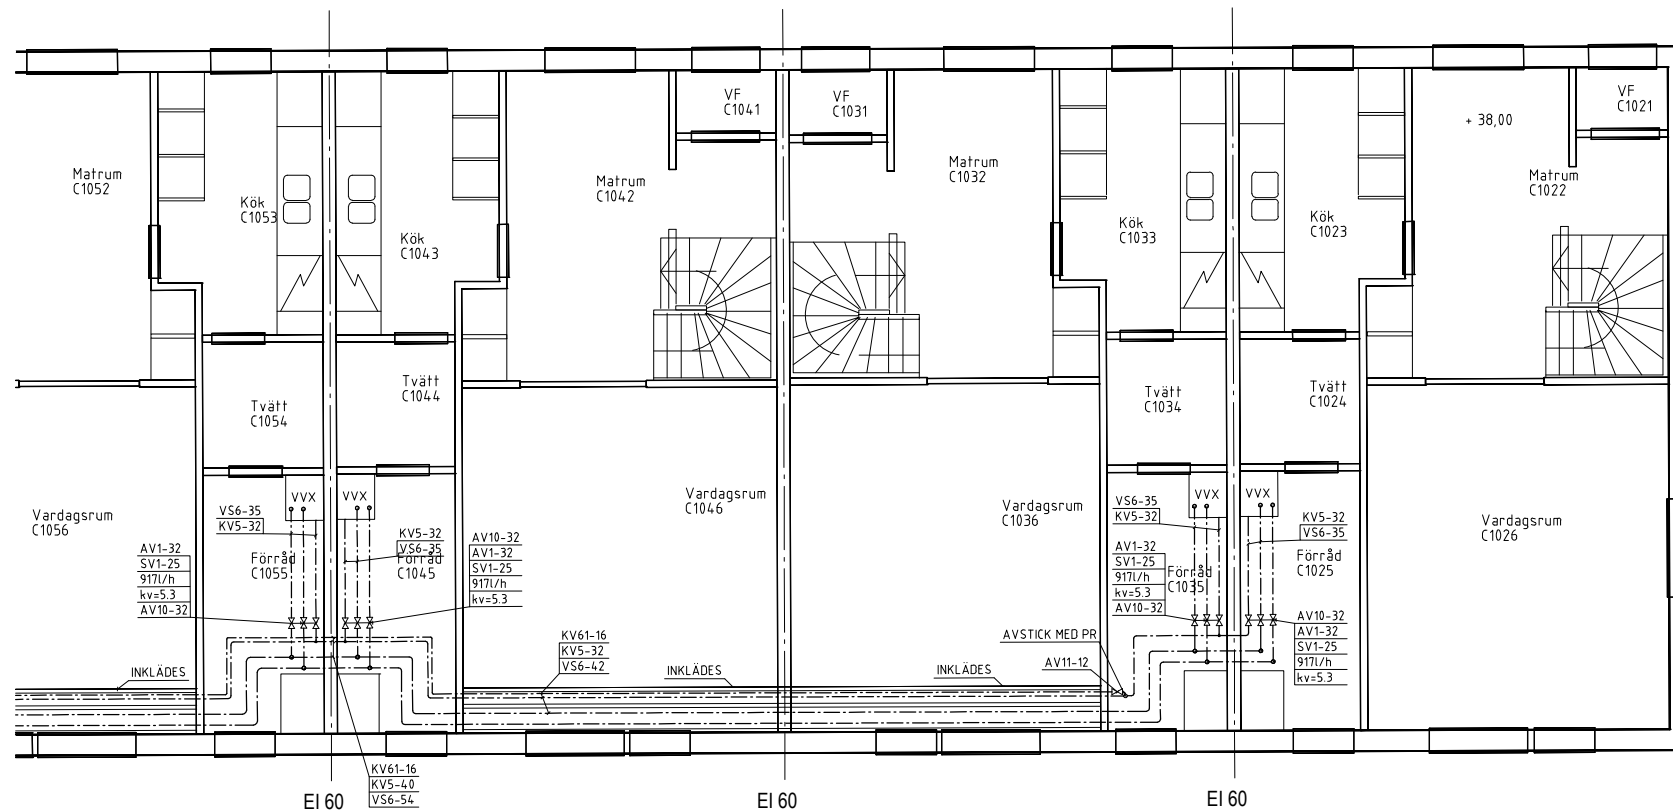 VF
C1041
VF
C1031
VF
C1021
+ 38,00
Matrum
C1052
Matrum
C1042
Matrum
C1032
Matrum
C1022
Kök
C1053
Kök
C1043
Kök
C1033
Kök
C1023
Tvätt
C1054
Tvätt
C1044
Tvätt
C1034
Tvätt
C1024
Vardagsrum
C1056
Vardagsrum
C1046
Vardagsrum
C1036
Vardagsrum
C1026
VVX
VVX
VVX
VVX
VS6-35
KV5-32
KV5-32
VS6-35
VS6-35
KV5-32
KV5-32
VS6-35
Förråd
C1055
Förråd
C1045
Förråd
C1035
Förråd
C1025
AV1-32
SV1-25
917l/h
kv=5.3
AV10-32
AV10-32
AV1-32
SV1-25
917l/h
kv=5.3
AV1-32
SV1-25
917l/h
kv=5.3
AV10-32
AV10-32
AV1-32
SV1-25
917l/h
kv=5.3
KV61-16
KV5-32
VS6-42
AVSTICK MED PR
AV11-12
INKLÄDES
INKLÄDES
INKLÄDES
KV61-16
KV5-40
VS6-54
EI 60
EI 60
EI 60